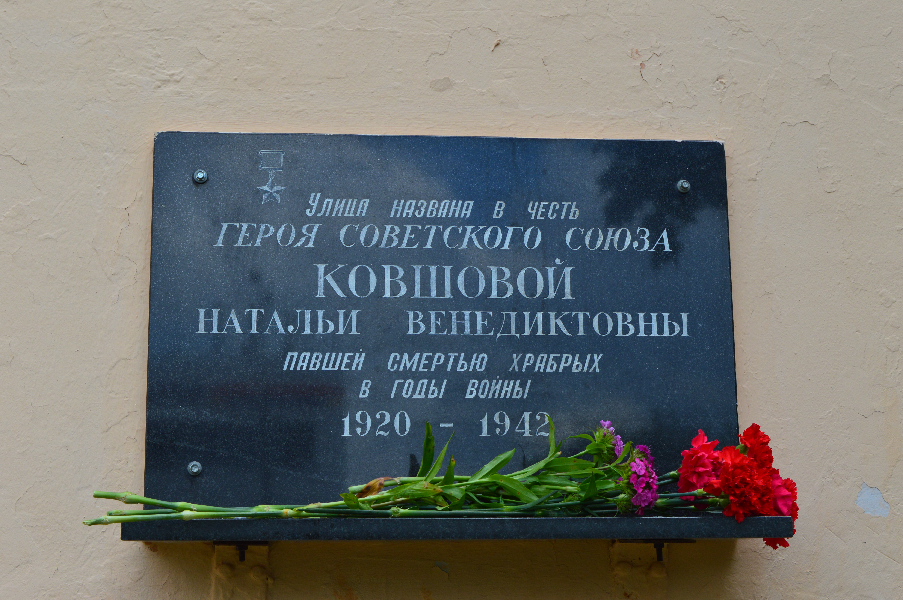 Улица названа в честь
ГЕРОЯ СОВЕТСКОГО СОЮЗА
КОВШОВОЙ
НАТАЛЬИ ВЕНЕДИКТОВНЫ
ПАВШЕЙ СМЕРТЬЮ ХРАБРЫХ
В ГОДЫ ВОЙНЫ
1920 - 1942